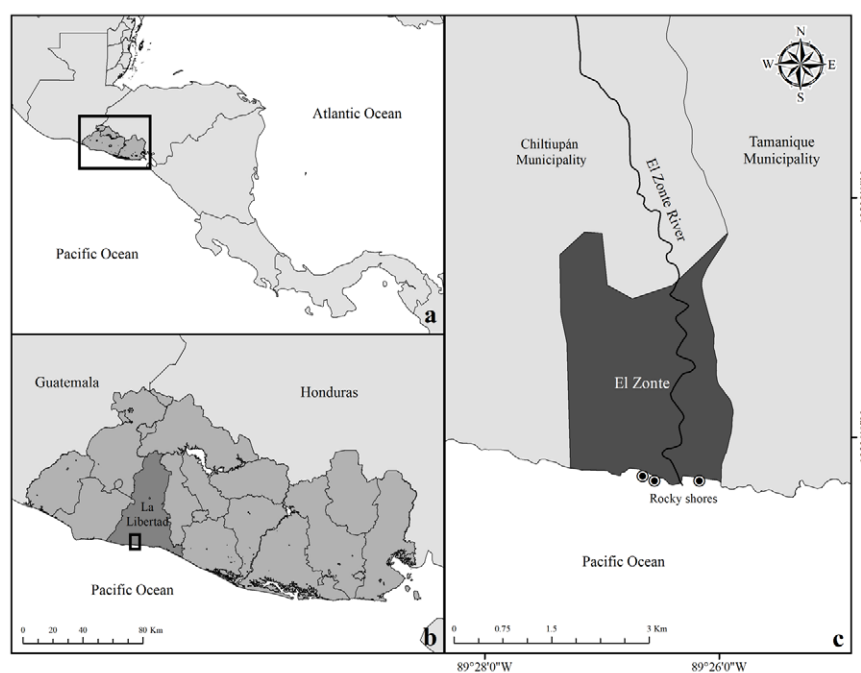 Atlantic Ocean
Pacific Ocean
a
Guatemala
Honduras
La
Libertad
Pacific Ocean
0 20 40 80 Km
b
N
W E
S
Chiltiupán
Municipality
Tamanique
Municipality
El Zonte River
El Zonte
Rocky shores
Pacific Ocean
0 0.75 1.5 3 Km
c
89°28'0"W 89°26'0"W